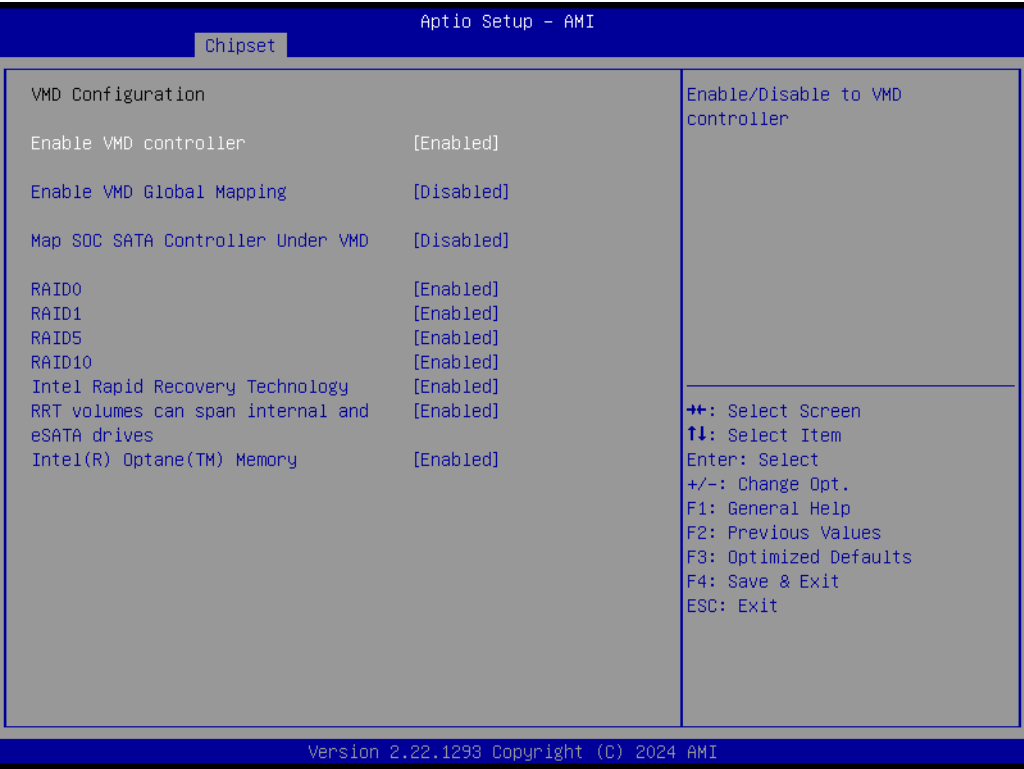 Aptio Setup - AMI
Chipset
VMD Configuration
Enable VMD controller [Enabled]
Enable VMD Global Mapping [Disabled]
Map SOC SATA Controller Under VMD [Disabled]
RAID0 [Enabled]
RAID1 [Enabled]
RAID5 [Enabled]
RAID10 [Enabled]
Intel Rapid Recovery Technology [Enabled]
RRT volumes can span internal and [Enabled]
eSATA drives
Intel(R) Optane(TM) Memory [Enabled]
Enable/Disable to VMD
controller
→←: Select Screen
↑↓: Select Item
Enter: Select
+/-: Change Opt.
F1: General Help
F2: Previous Values
F3: Optimized Defaults
F4: Save & Exit
ESC: Exit
Version 2.22.1293 Copyright (C) 2024 AMI